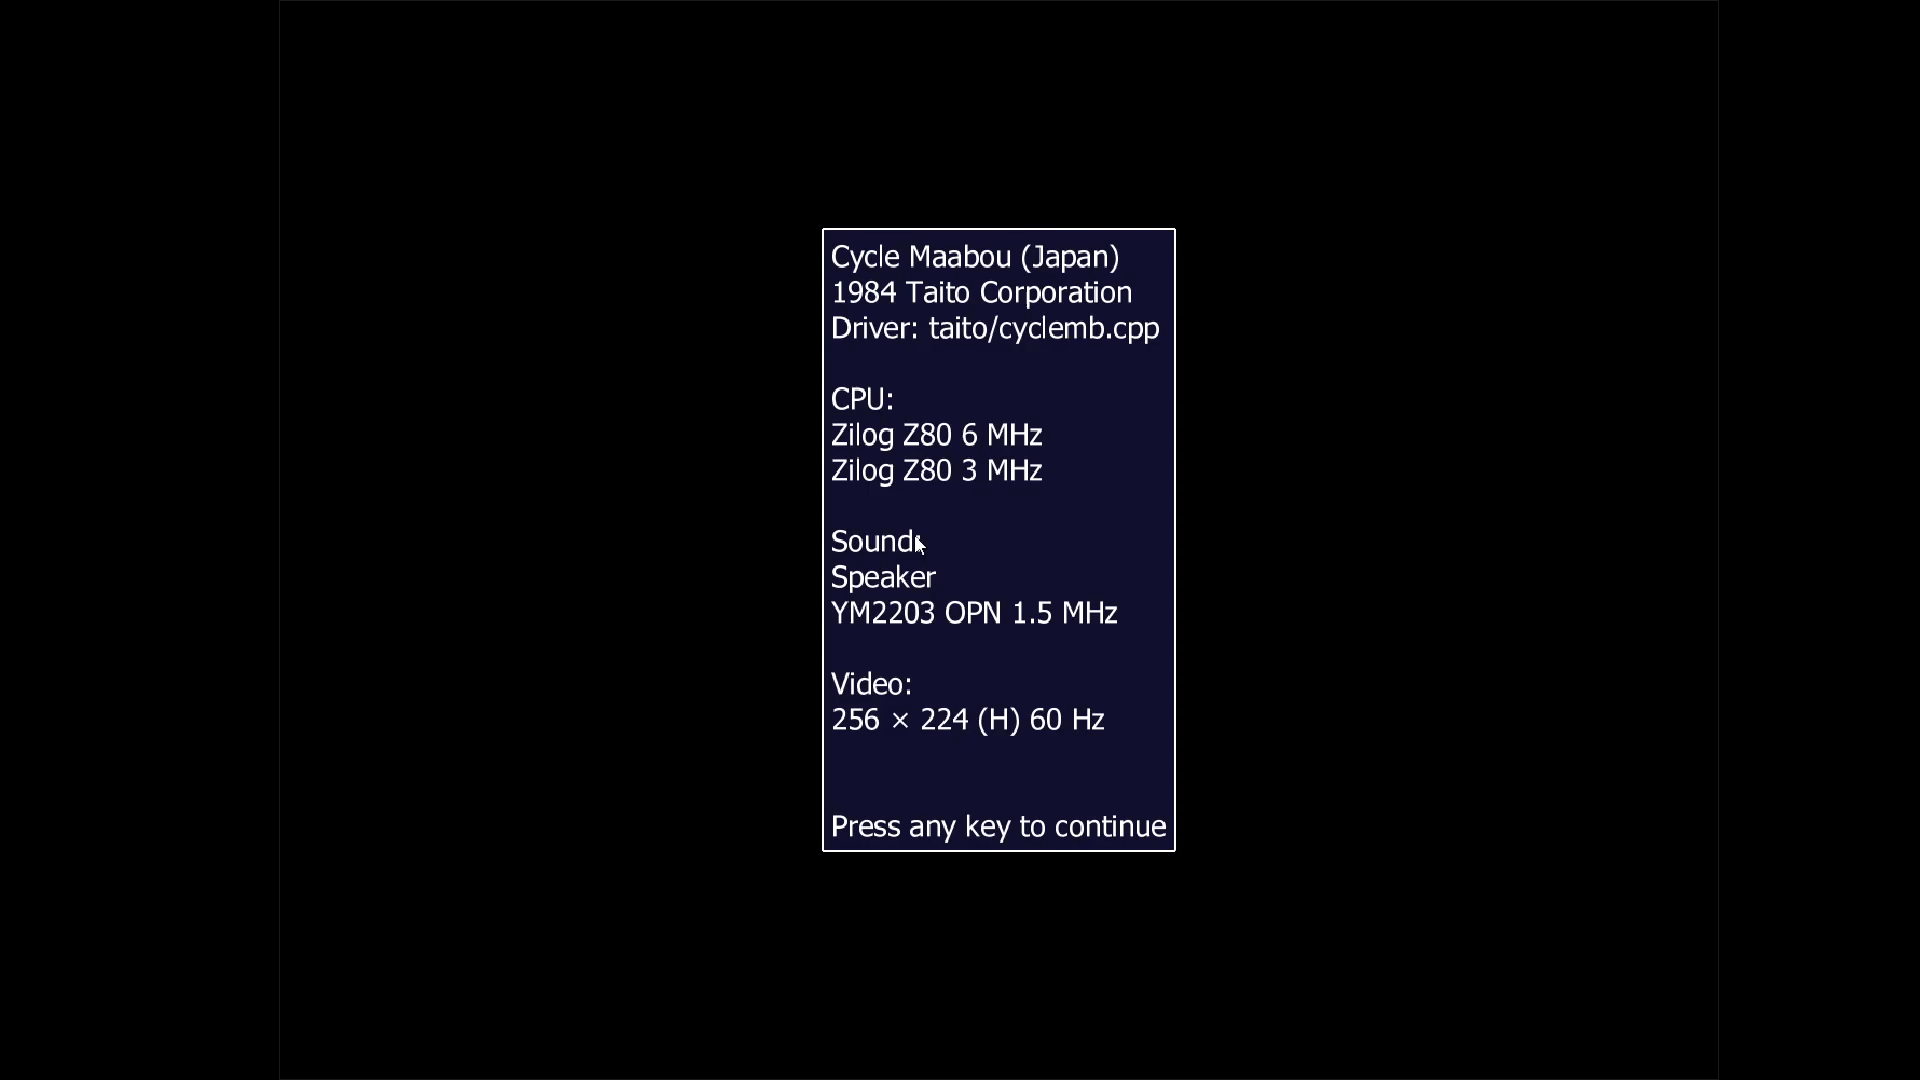 Cycle Maabou (Japan)
1984 Taito Corporation
Driver: taito/cyclemb.cpp
CPU:
Zilog Z80 6 MHz
Zilog Z80 3 MHz
Sound:
Speaker
YM2203 OPN 1.5 MHz
Video:
256 × 224 (H) 60 Hz
Press any key to continue